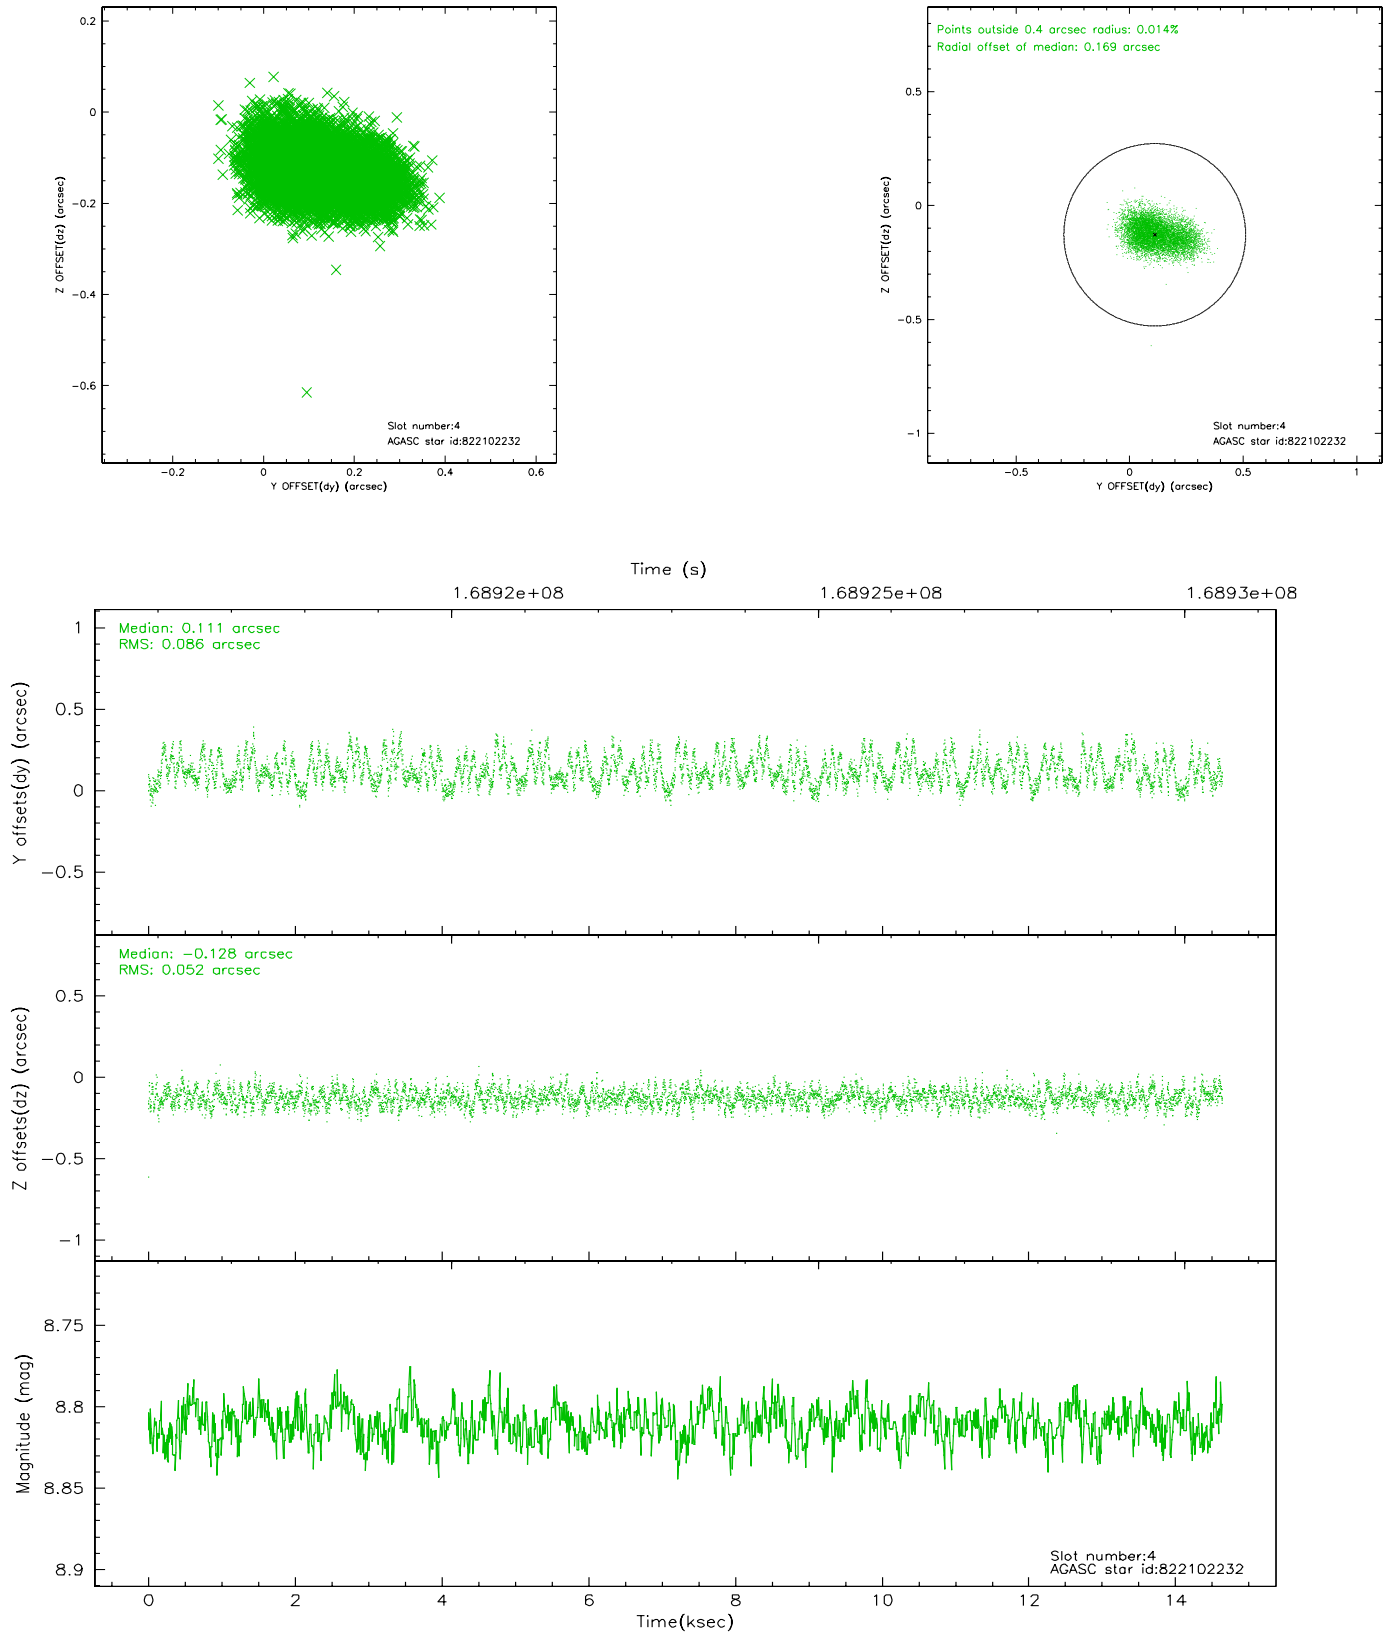 0.2
0
−0.2
−0.4
−0.6
Z OFFSET(dz) (arcsec)
Slot number:4
AGASC star id:822102232
−0.2
0
0.2
0.4
0.6
Y OFFSET(dy) (arcsec)
Points outside 0.4 arcsec radius: 0.014%
Radial offset of median: 0.169 arcsec
0.5
0
−0.5
−1
Z OFFSET(dz) (arcsec)
Slot number:4
AGASC star id:822102232
−0.5
0
0.5
1
Y OFFSET(dy) (arcsec)
Time (s)
1.6892e+08
1.68925e+08
1.6893e+08
Median: 0.111 arcsec
RMS: 0.086 arcsec
1
0.5
0
−0.5
Y offsets(dy) (arcsec)
Median: −0.128 arcsec
RMS: 0.052 arcsec
0.5
0
−0.5
−1
Z offsets(dz) (arcsec)
8.75
8.8
8.85
8.9
Magnitude (mag)
Slot number:4
AGASC star id:822102232
0
2
4
6
8
10
12
14
Time(ksec)